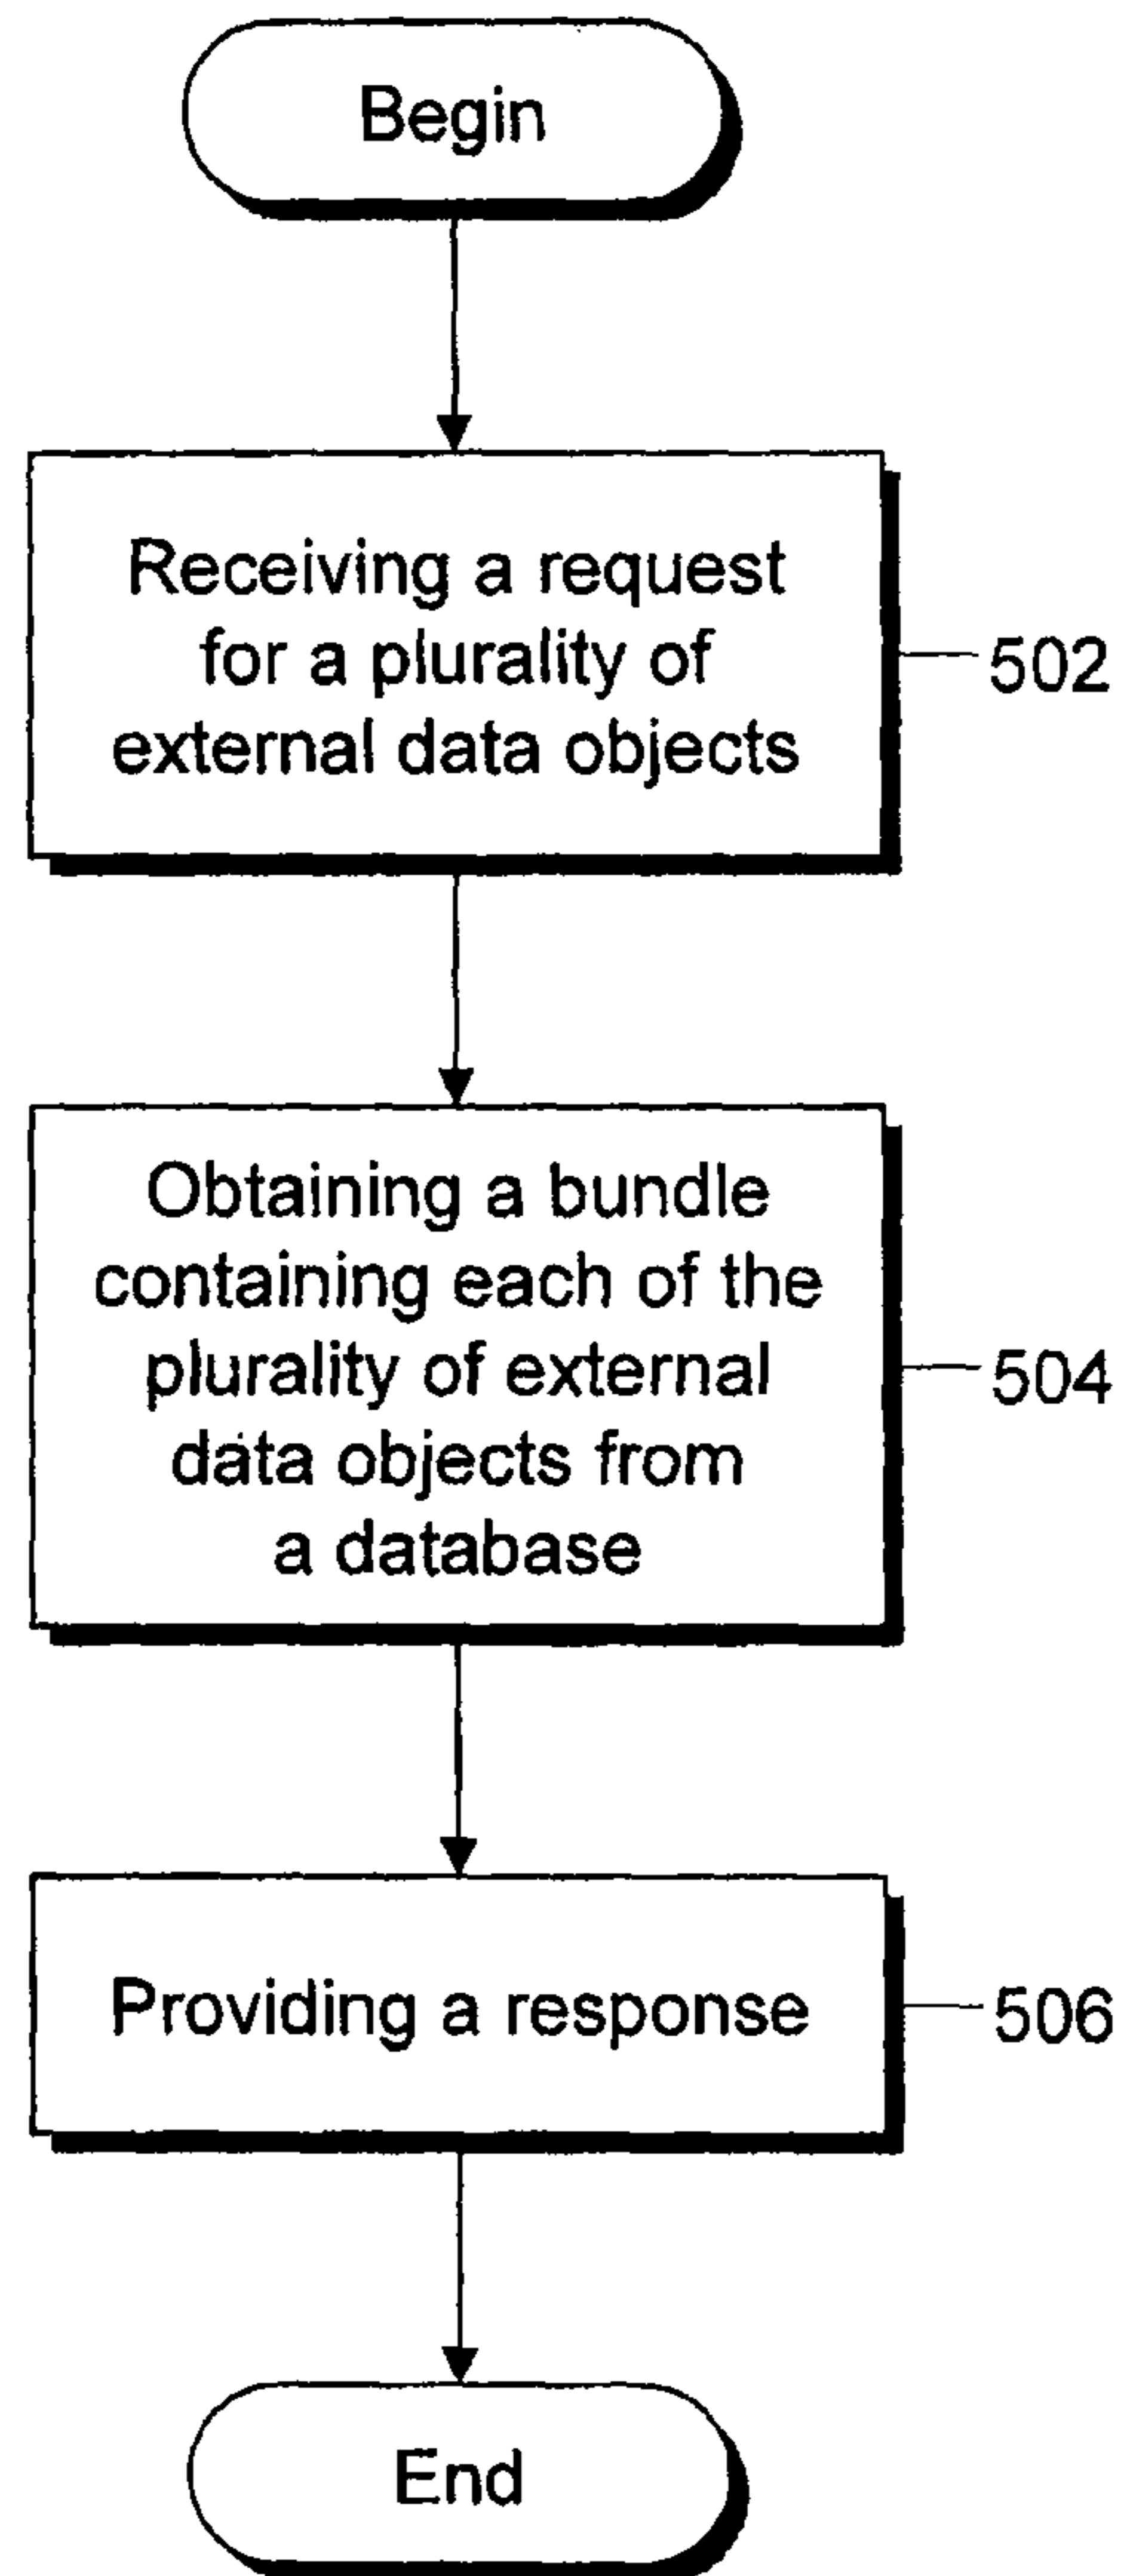 Begin
Receiving a request
for a plurality of
external data objects
502
Obtaining a bundle
containing each of the
plurality of external
data objects from
a database
504
Providing a response
506
End